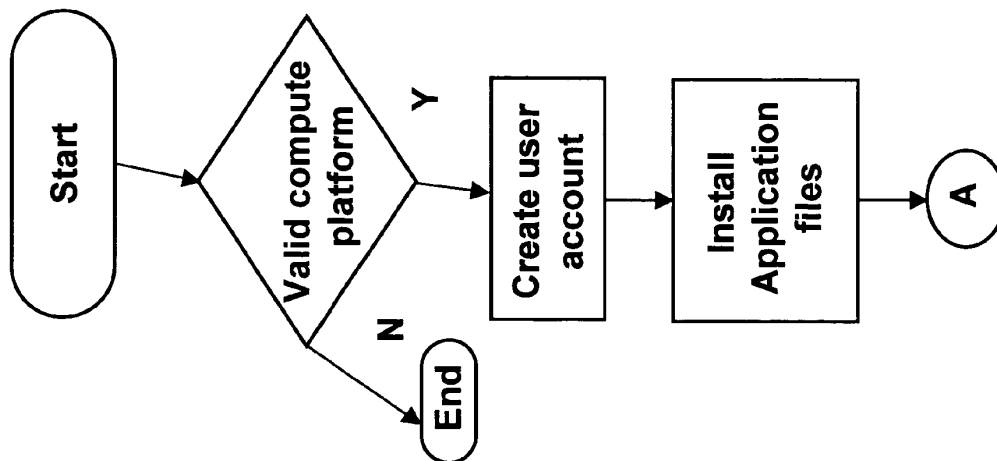 Start
Valid compute
platform
Y
N
End
Create user
account
Install
Application
files
A